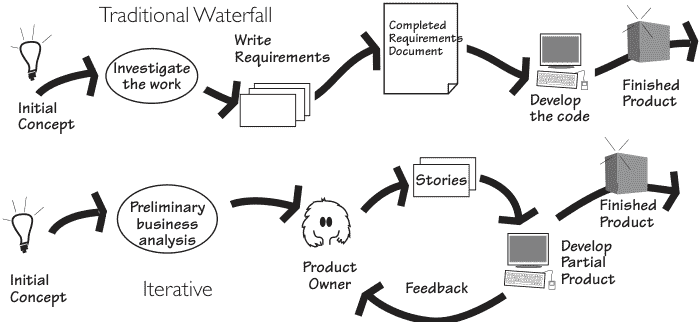 Traditional Waterfall
Initial
Concept
Investigate
the work
Write
Requirements
Completed
Requirements
Document
Develop
the code
Finished
Product
Initial
Concept
Preliminary
business
analysis
Iterative
Product
Owner
Stories
Develop
Partial
Product
Feedback
Finished
Product